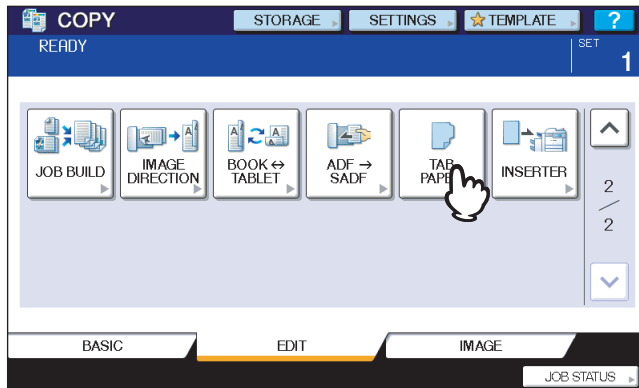 COPY
STORAGE
SETTINGS
TEMPLATE
?
READY
SET
1
JOB BUILD
IMAGE
DIRECTION
BOOK ↔
TABLET
ADF →
SADF
TAB
PAPE
INSERTER
2
/
2
BASIC
EDIT
IMAGE
JOB STATUS